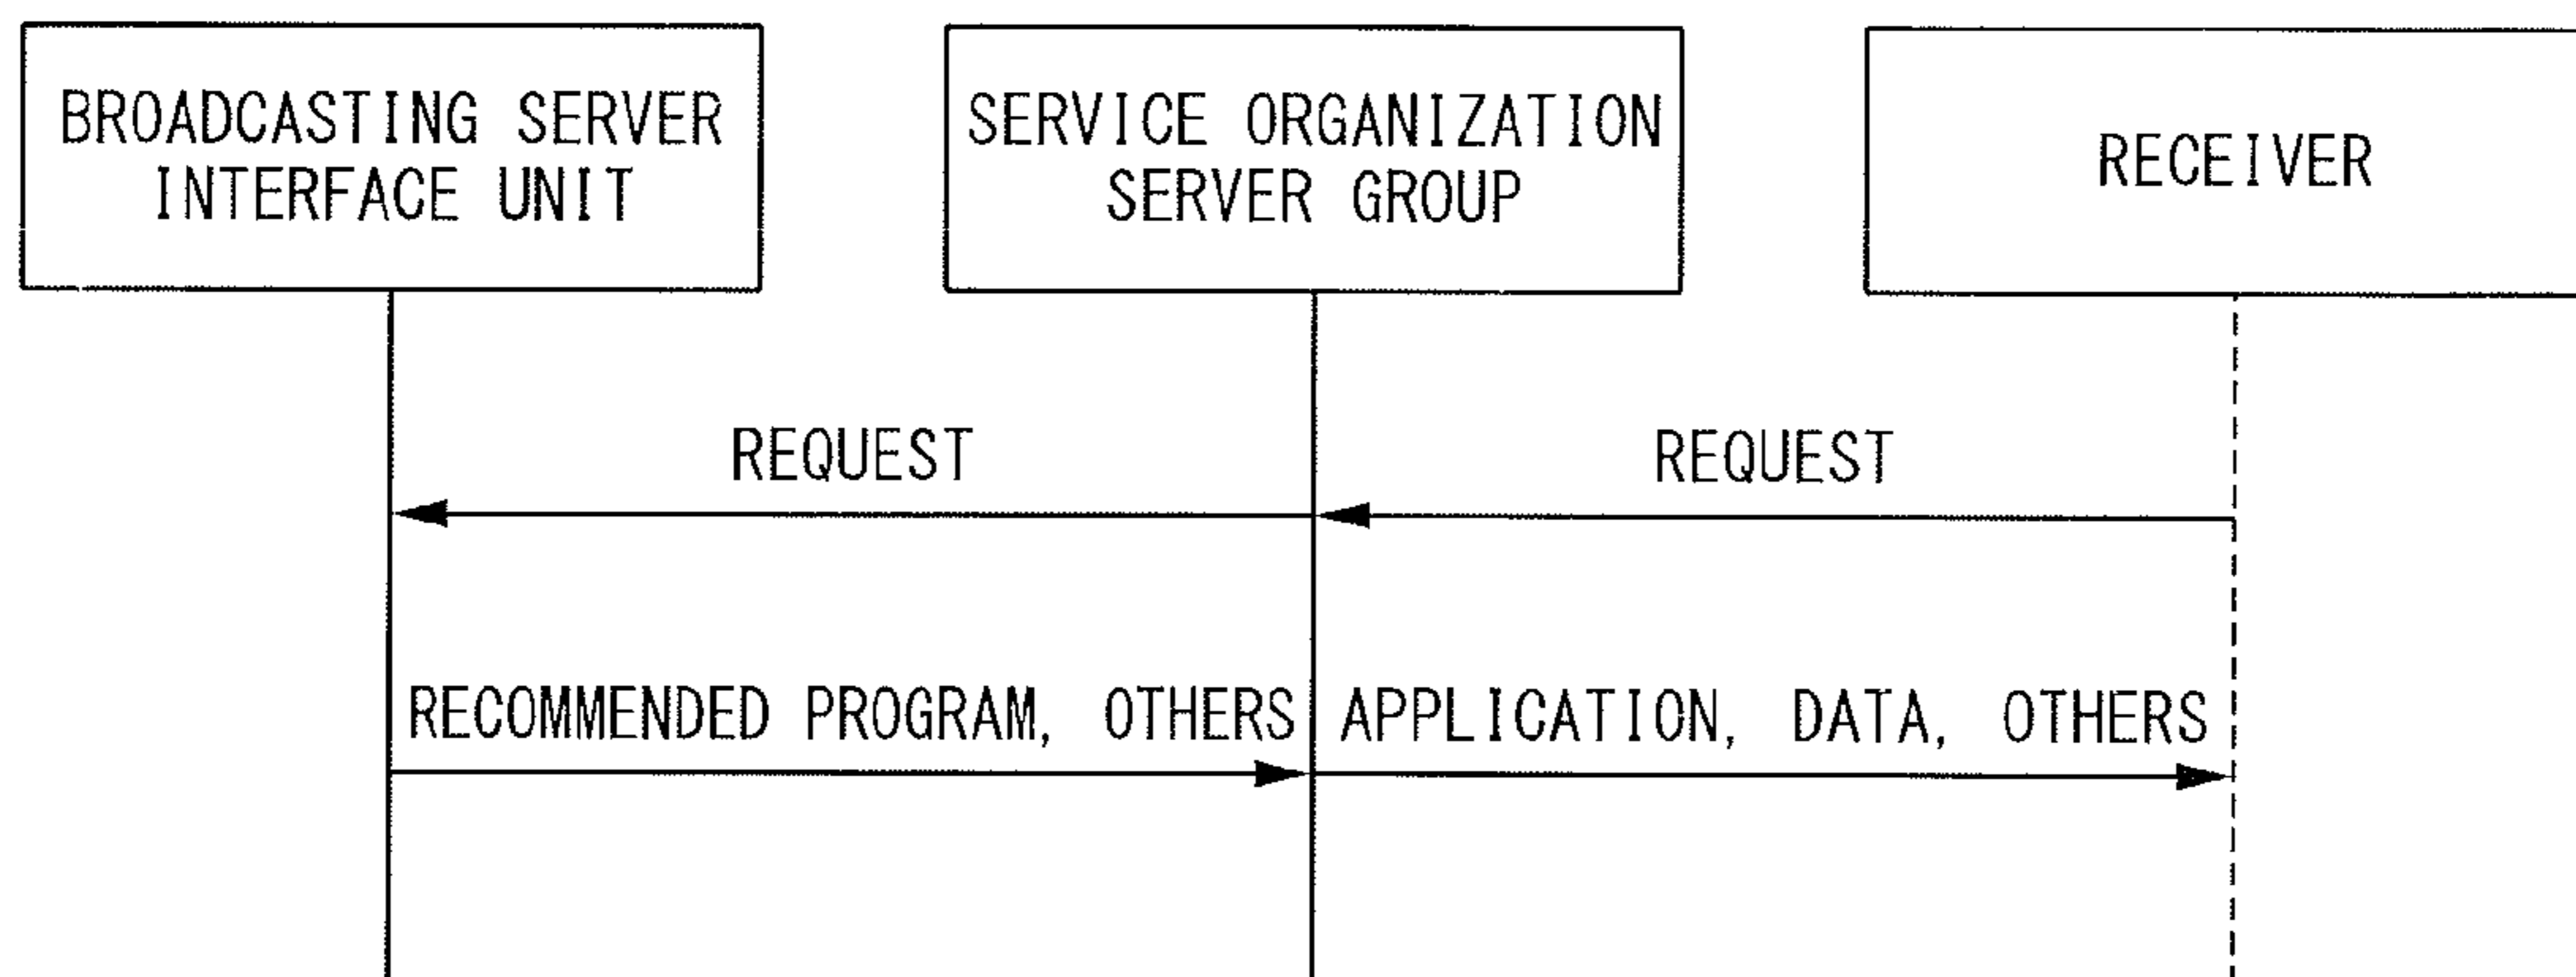 BROADCASTING SERVER
INTERFACE UNIT
SERVICE ORGANIZATION
SERVER GROUP
RECEIVER
REQUEST
REQUEST
RECOMMENDED PROGRAM, OTHERS
APPLICATION, DATA, OTHERS